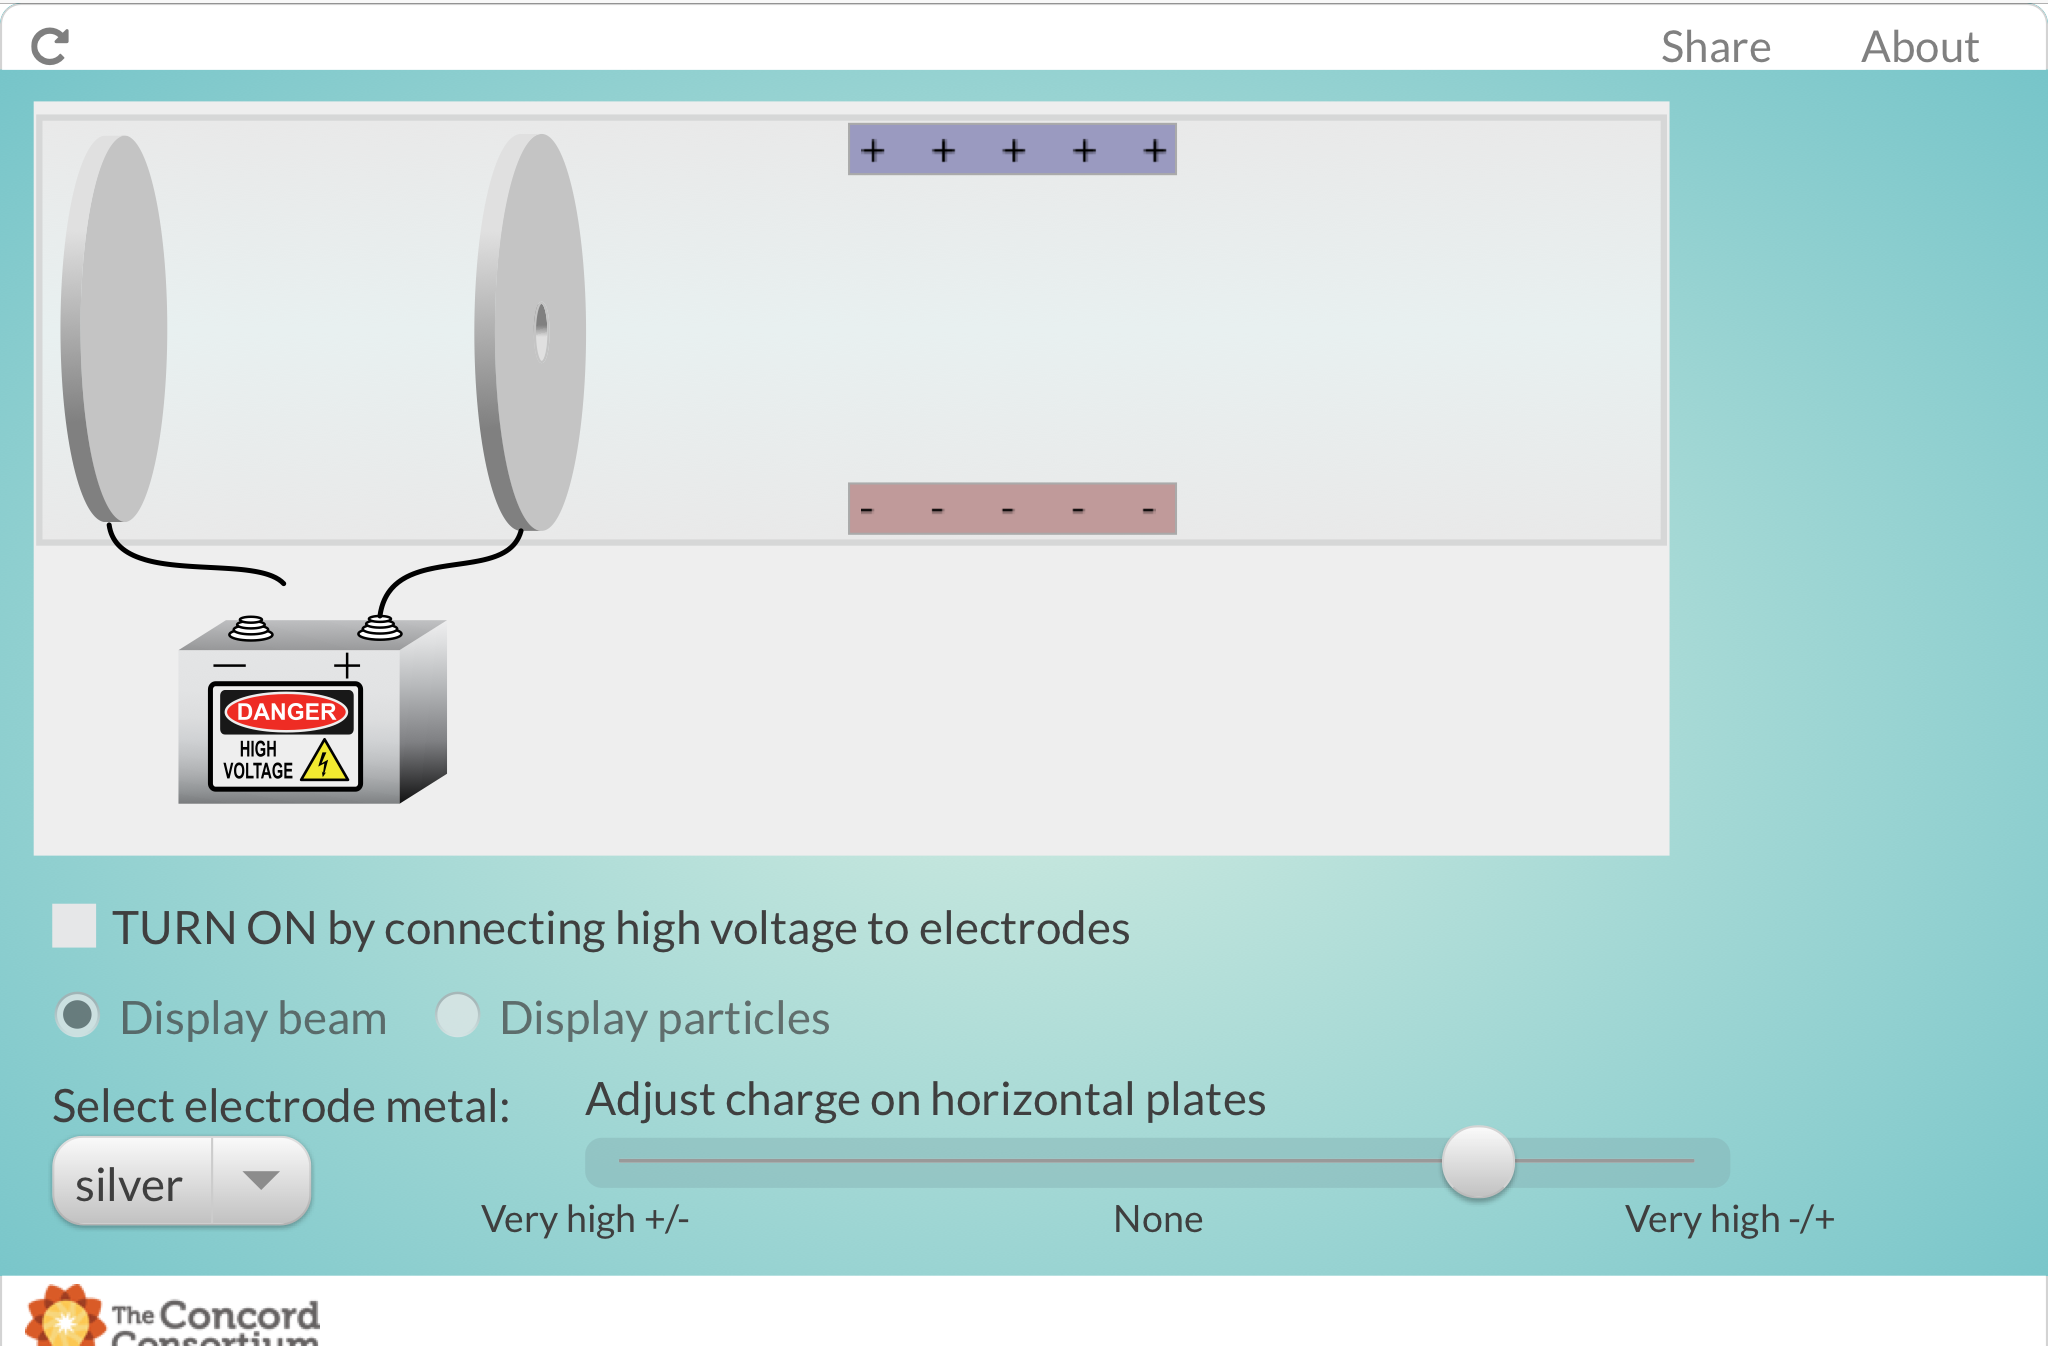 Share About
+ + + + +
- - - - -
— +
DANGER
HIGH
VOLTAGE
TURN ON by connecting high voltage to electrodes
Display beam Display particles
Select electrode metal:
Adjust charge on horizontal plates
silver
Very high +/- None Very high -/+
The Concord
Consortium